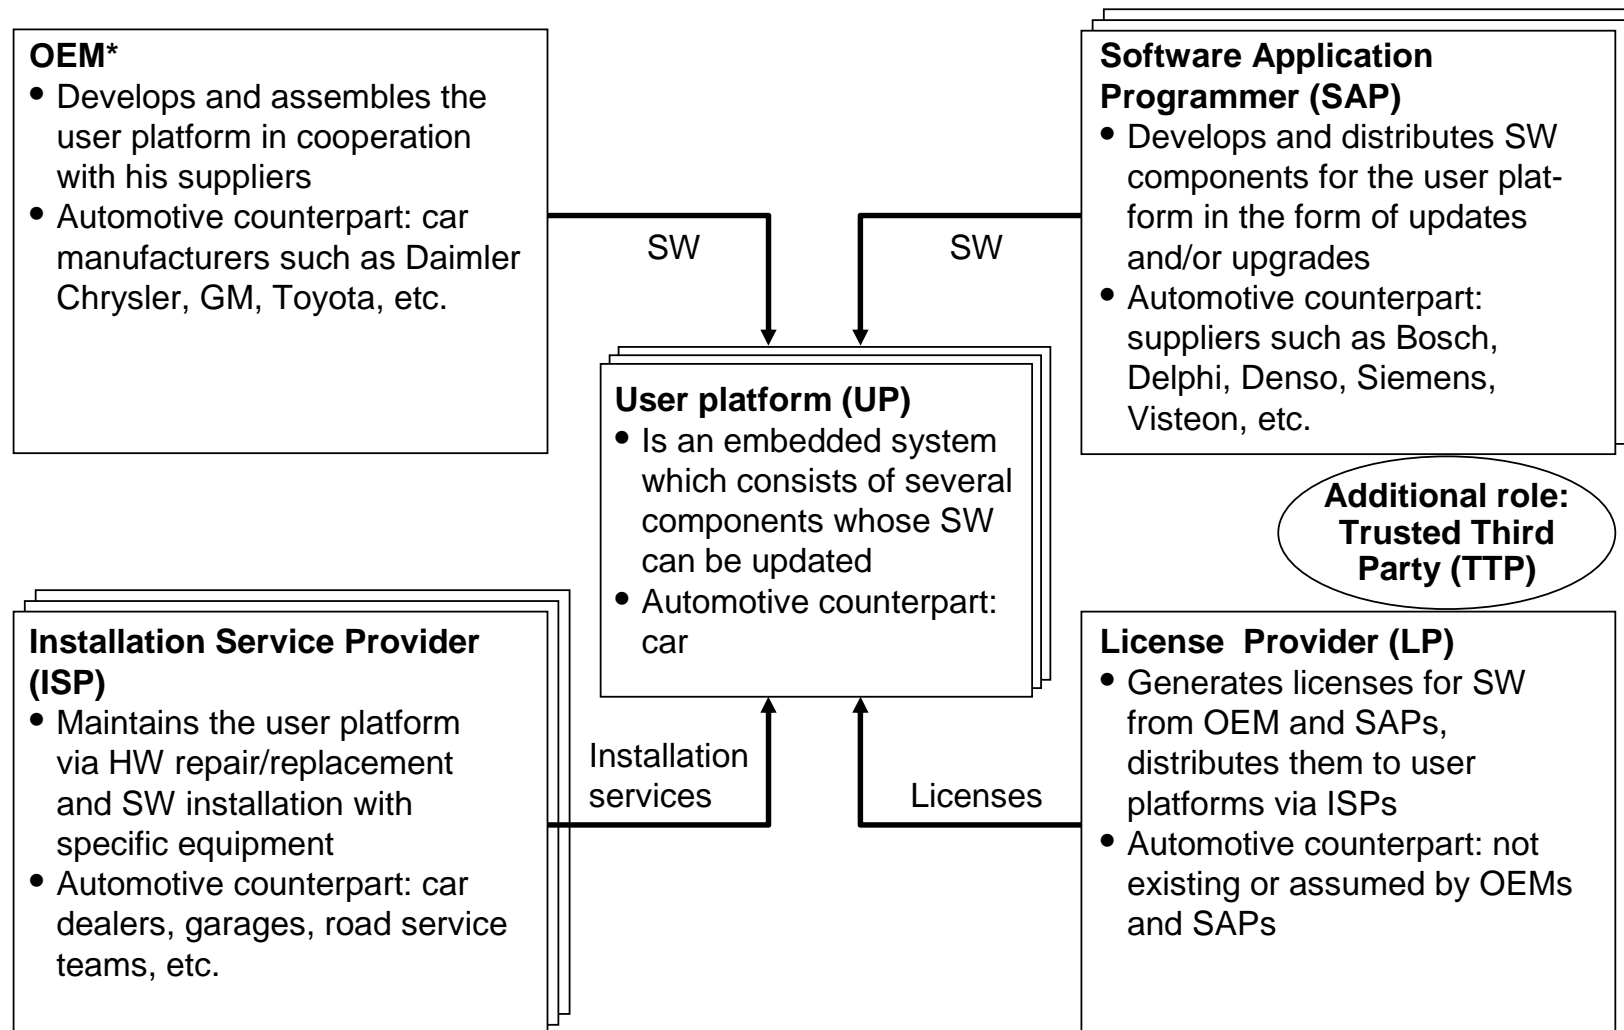 OEM*
• Develops and assembles the
user platform in cooperation
with his suppliers
• Automotive counterpart: car
manufacturers such as Daimler
Chrysler, GM, Toyota, etc.
SW
SW
Software Application
Programmer (SAP)
• Develops and distributes SW
components for the user plat-
form in the form of updates
and/or upgrades
• Automotive counterpart:
suppliers such as Bosch,
Delphi, Denso, Siemens,
Visteon, etc.
User platform (UP)
• Is an embedded system
which consists of several
components whose SW
can be updated
• Automotive counterpart:
car
Additional role:
Trusted Third
Party (TTP)
Installation Service Provider
(ISP)
• Maintains the user platform
via HW repair/replacement
and SW installation with
specific equipment
• Automotive counterpart: car
dealers, garages, road service
teams, etc.
Installation
services
Licenses
License Provider (LP)
• Generates licenses for SW
from OEM and SAPs,
distributes them to user
platforms via ISPs
• Automotive counterpart: not
existing or assumed by OEMs
and SAPs